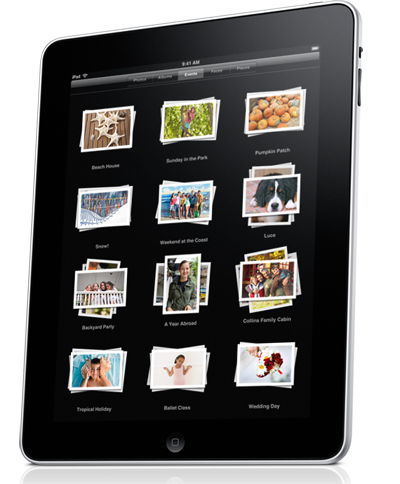 iPad 9:41 AM
Photos Albums Events Faces Places
Beach House
Sunday in the Park
Pumpkin Patch
Snow!
Weekend at the Coast
Luce
Backyard Party
A Year Abroad
Collins Family Cabin
Tropical Holiday
Ballet Class
Wedding Day